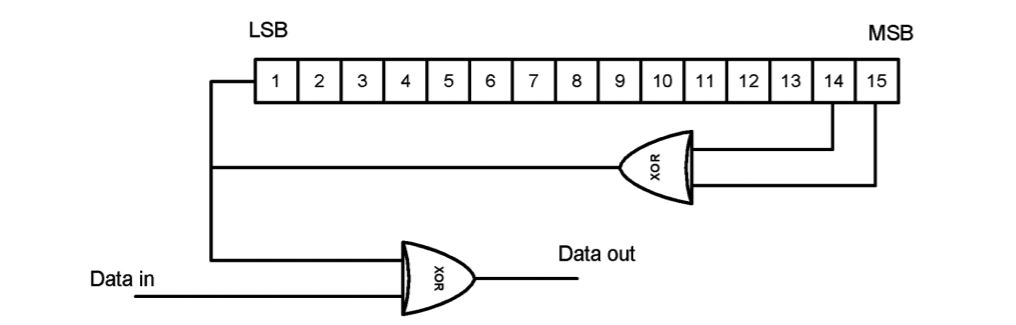 LSB
MSB
1 2 3 4 5 6 7 8 9 10 11 12 13 14 15
XOR
Data out
XOR
Data in